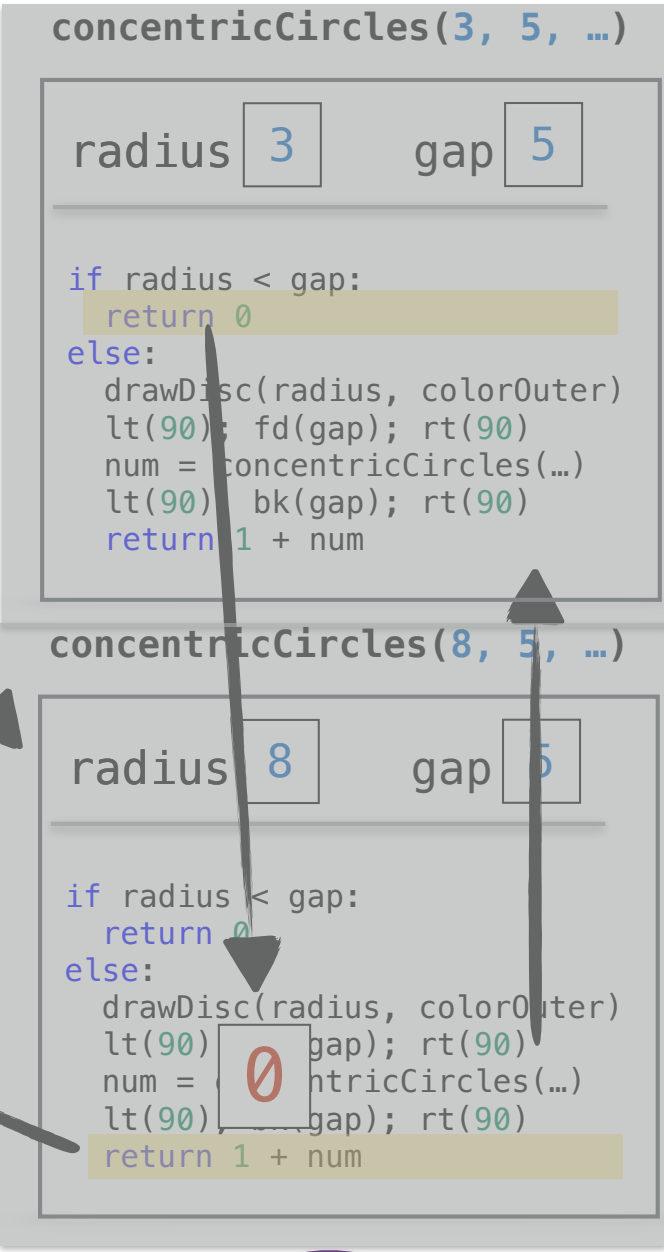 concentricCircles(3, 5, …)
radius 3 gap 5
if radius < gap:
return 0
else:
drawDisc(radius, colorOuter)
lt(90); fd(gap); rt(90)
num = concentricCircles(…)
lt(90) bk(gap); rt(90)
return 1 + num
concentricCircles(8, 5, …)
radius 8 gap 5
if radius < gap:
return 0
else:
drawDisc(radius, colorOuter)
lt(90) gap); rt(90)
num = ntricCircles(…)
0
lt(90); bk(gap); rt(90)
return 1 + num